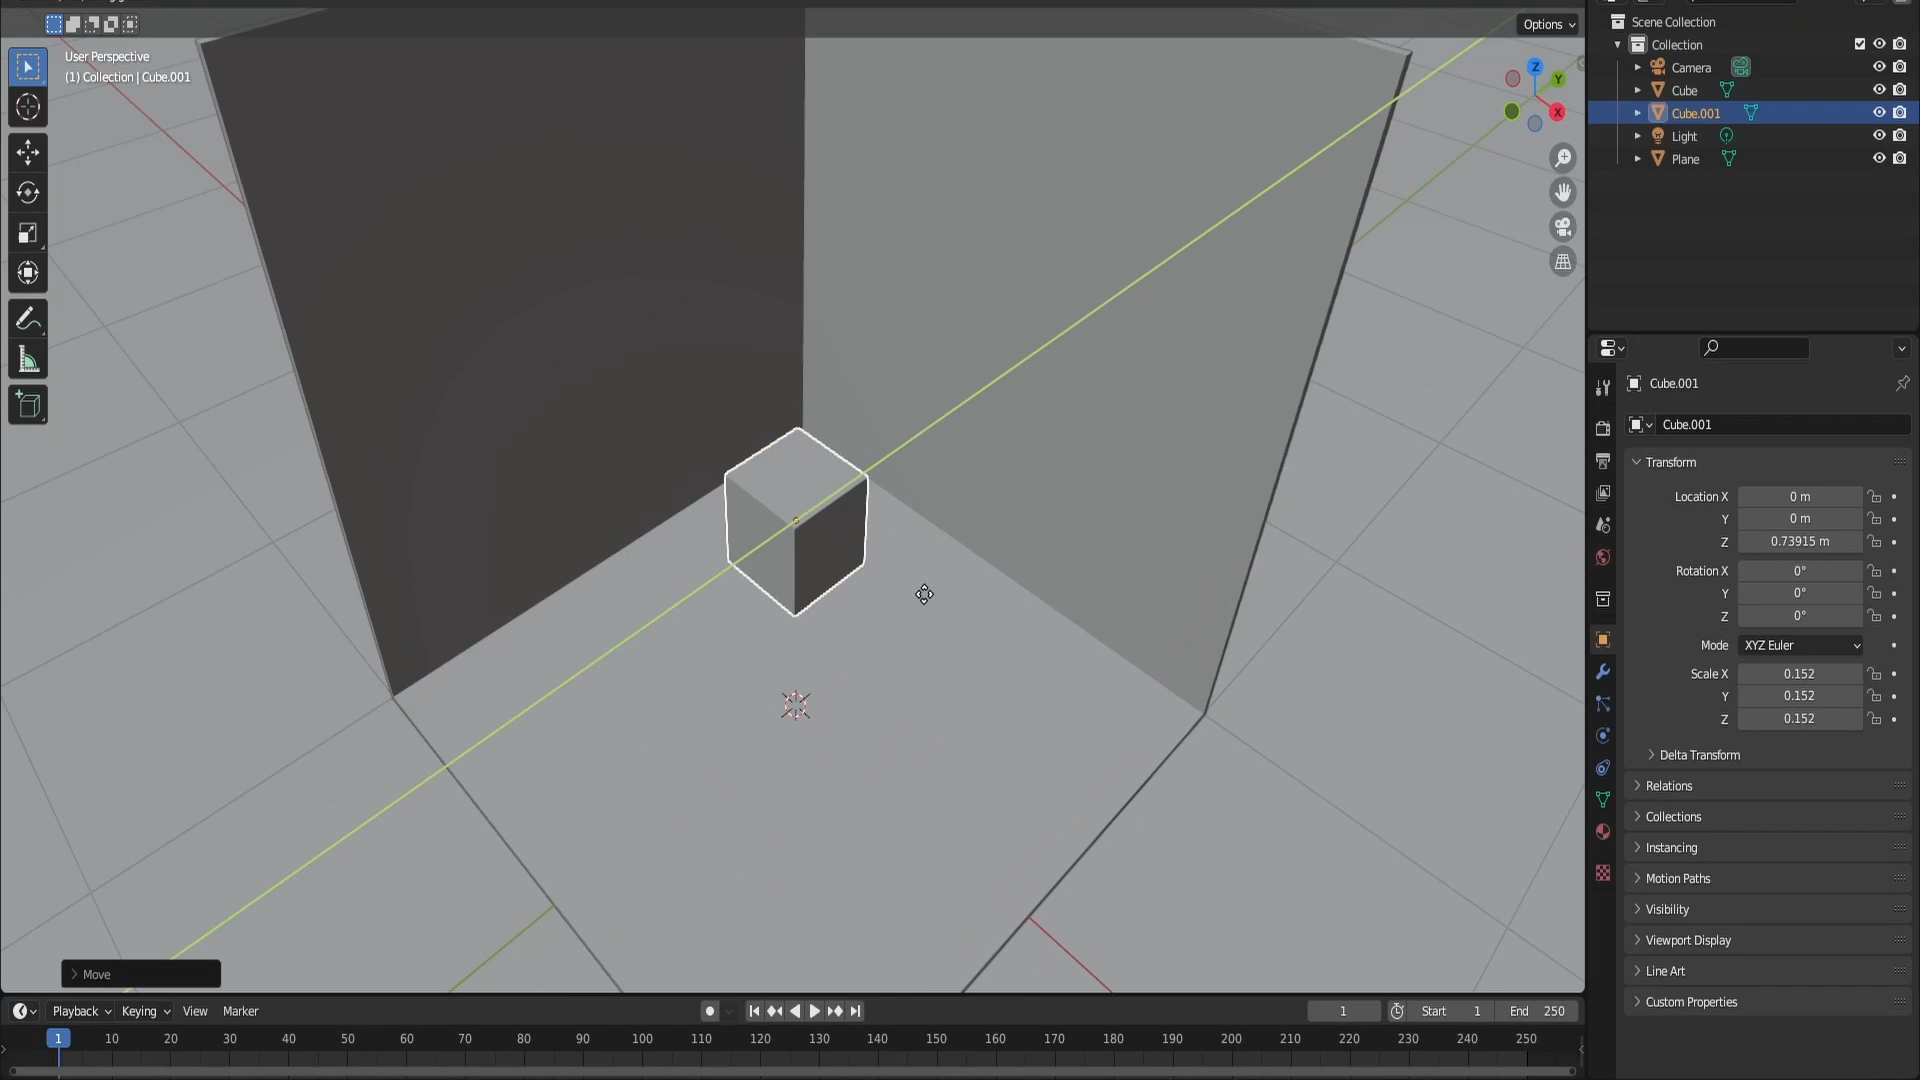 Options
User Perspective
(1) Collection | Cube.001
Z
Y
X
Move
Scene Collection
Collection
Camera
Cube
Cube.001
Light
Plane
Cube.001
Cube.001
Transform
Location X 0 m
Y 0 m
Z 0.73915 m
Rotation X 0°
Y 0°
Z 0°
Mode XYZ Euler
Scale X 0.152
Y 0.152
Z 0.152
Delta Transform
Relations
Collections
Instancing
Motion Paths
Visibility
Viewport Display
Line Art
Custom Properties
Playback Keying View Marker 1 Start 1 End 250
1 10 20 30 40 50 60 70 80 90 100 110 120 130 140 150 160 170 180 190 200 210 220 230 240 250